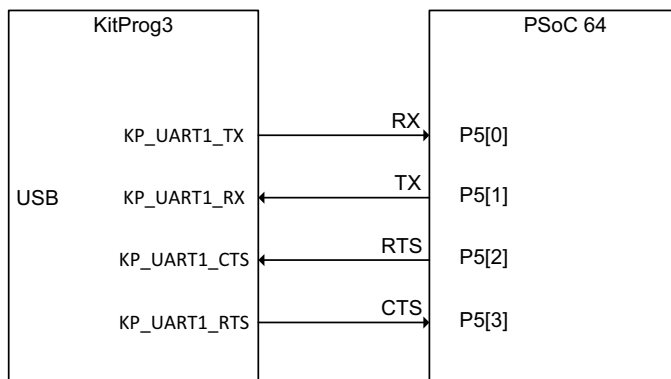 KitProg3
PSoC 64
KP_UART1_TX
RX
P5[0]
USB
KP_UART1_RX
TX
P5[1]
KP_UART1_CTS
RTS
P5[2]
KP_UART1_RTS
CTS
P5[3]